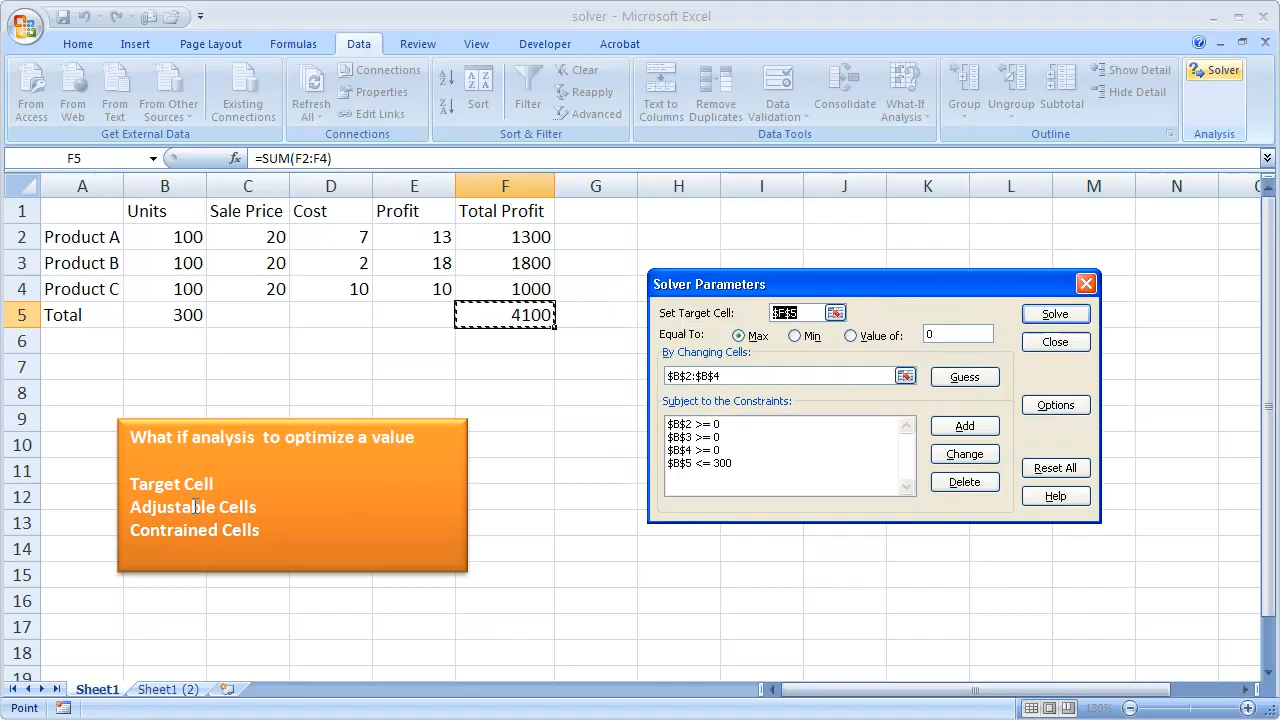 solver - Microsoft Excel
Home Insert Page Layout Formulas Data Review View Developer Acrobat
From Access
From Web
From Text
From Other Sources
Existing Connections
Get External Data
Refresh All
Connections
Properties
Edit Links
Connections
Sort
Filter
Clear
Reapply
Advanced
Sort & Filter
Text to Columns
Remove Duplicates
Data Validation
Consolidate
What-If Analysis
Data Tools
Group
Ungroup
Subtotal
Show Detail
Hide Detail
Outline
Solver
Analysis
F5 fx =SUM(F2:F4)
A B C D E F G H I J K L M N
1 Units Sale Price Cost Profit Total Profit
2 Product A 100 20 7 13 1300
3 Product B 100 20 2 18 1800
4 Product C 100 20 10 10 1000
5 Total 300 4100
6
7
8
9
10
11
12
13
14
15
16
17
18
19
What if analysis to optimize a value
Target Cell
Adjustable Cells
Contrained Cells
Solver Parameters
Set Target Cell: $F$5 Solve
Equal To: Max Min Value of: 0 Close
By Changing Cells:
$B$2:$B$4 Guess
Subject to the Constraints: Options
$B$2 >= 0
$B$3 >= 0
$B$4 >= 0
$B$5 <= 300
Add
Change
Delete
Reset All
Help
Sheet1 Sheet1 (2)
Point 130%